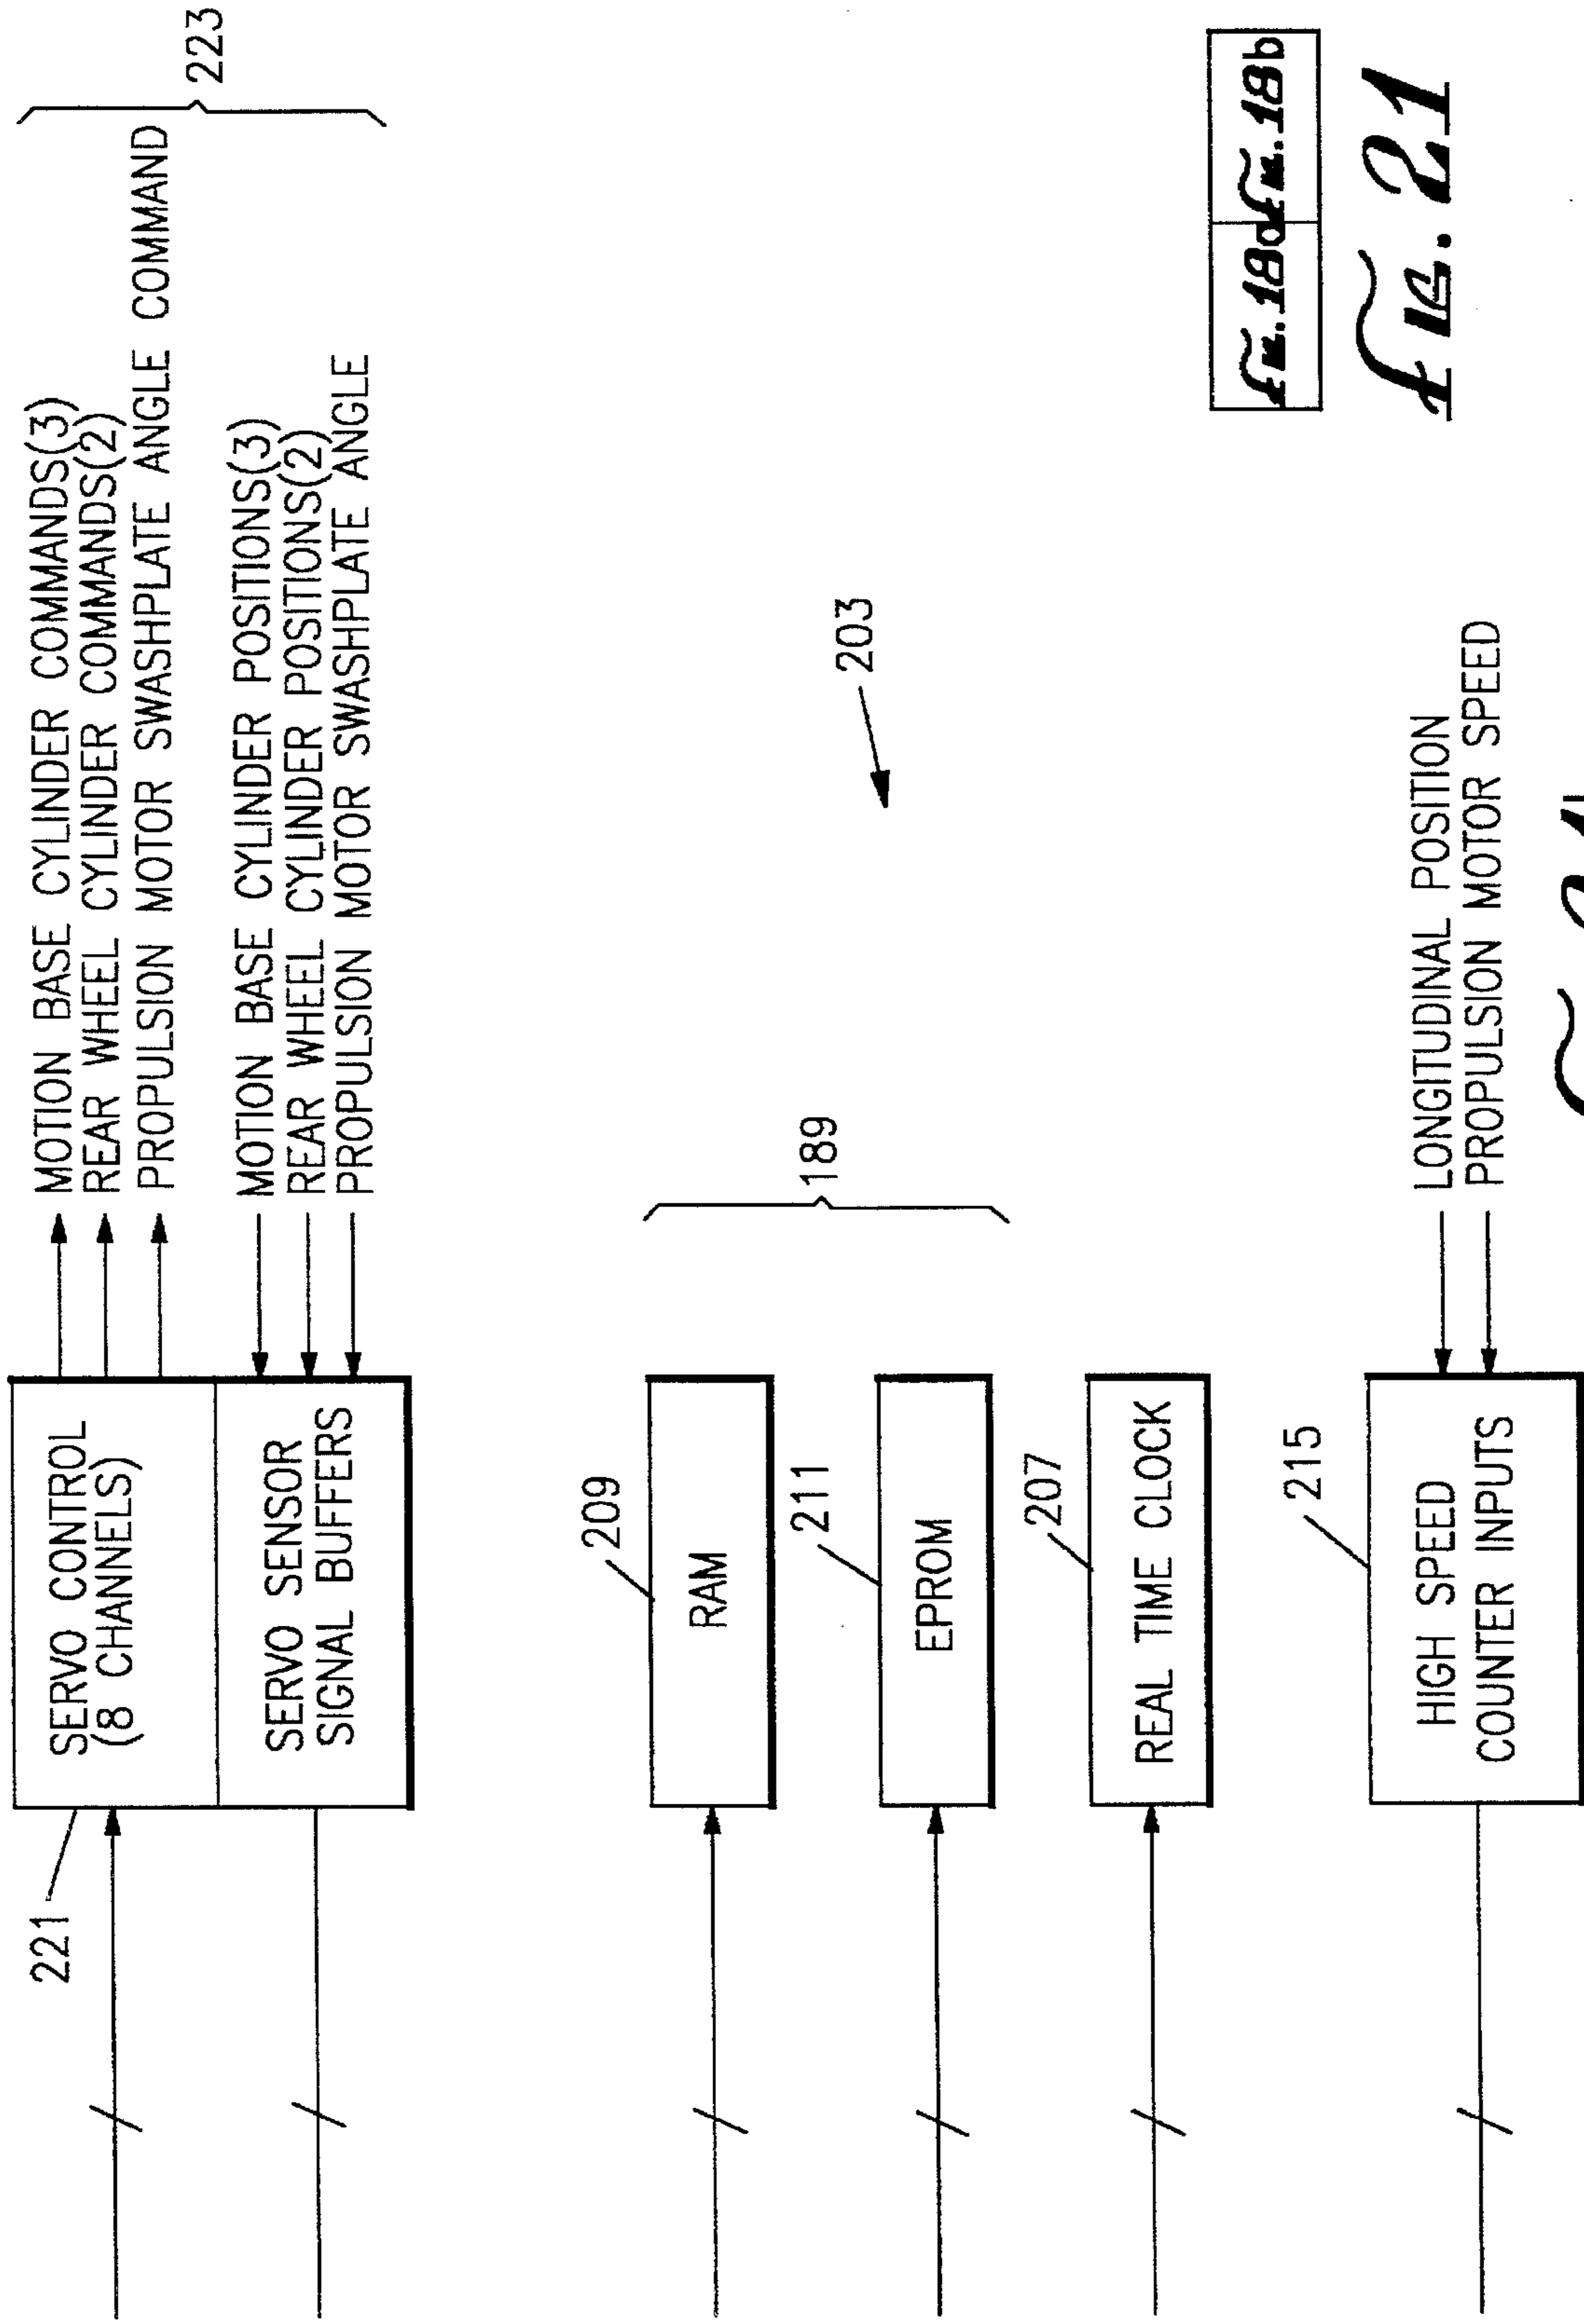 221
SERVO CONTROL
(8 CHANNELS)
SERVO SENSOR
SIGNAL BUFFERS
MOTION BASE CYLINDER COMMANDS(3)
REAR WHEEL CYLINDER COMMANDS(2)
PROPULSION MOTOR SWASHPLATE ANGLE COMMAND
MOTION BASE CYLINDER POSITIONS(3)
REAR WHEEL CYLINDER POSITIONS(2)
PROPULSION MOTOR SWASHPLATE ANGLE
223
209
RAM
211
EPROM
189
207
REAL TIME CLOCK
203
215
HIGH SPEED
COUNTER INPUTS
LONGITUDINAL POSITION
PROPULSION MOTOR SPEED
FIG. 18a
FIG. 18b
FIG. 21